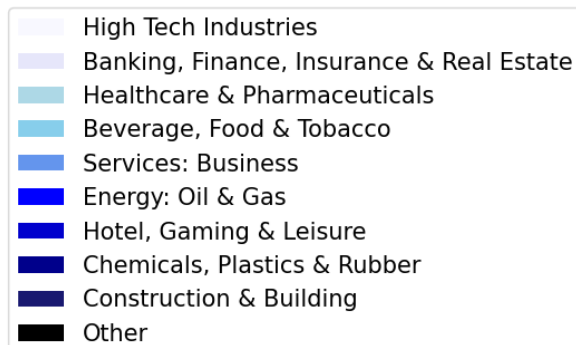 High Tech Industries
Banking, Finance, Insurance & Real Estate
Healthcare & Pharmaceuticals
Beverage, Food & Tobacco
Services: Business
Energy: Oil & Gas
Hotel, Gaming & Leisure
Chemicals, Plastics & Rubber
Construction & Building
Other